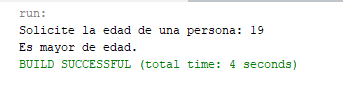 run:
Solicite la edad de una persona: 19
Es mayor de edad.
BUILD SUCCESSFUL (total time: 4 seconds)